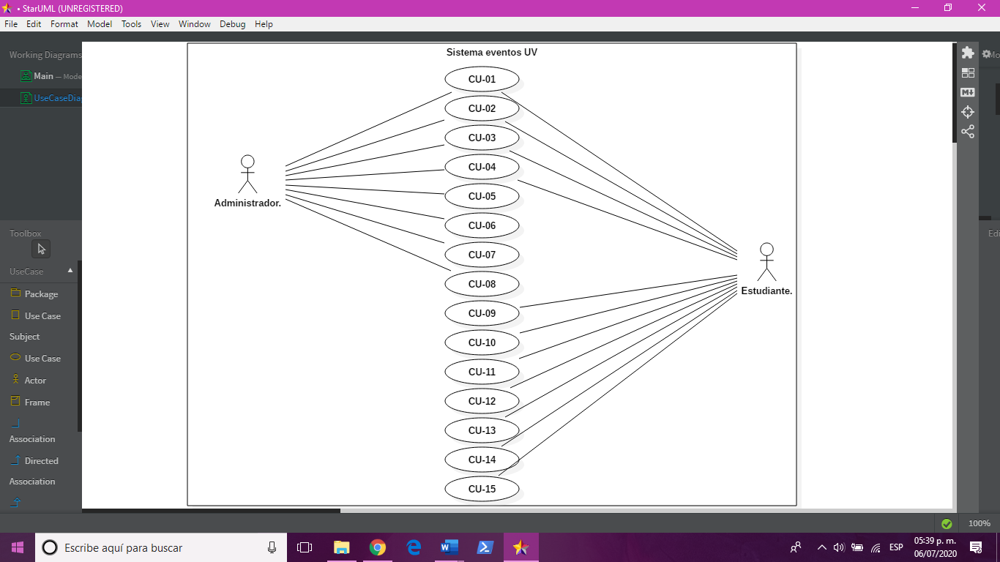 • StarUML (UNREGISTERED)
File Edit Format Model Tools View Window Debug Help
Working Diagrams
Main — Mode
UseCaseDia
Toolbox
UseCase
Package
Use Case
Subject
Use Case
Actor
Frame
Association
Directed
Association
Sistema eventos UV
CU-01
CU-02
CU-03
CU-04
CU-05
CU-06
CU-07
CU-08
CU-09
CU-10
CU-11
CU-12
CU-13
CU-14
CU-15
Administrador.
Estudiante.
M
Mo
Edi
100%
Escribe aquí para buscar
ESP
05:39 p. m.
06/07/2020